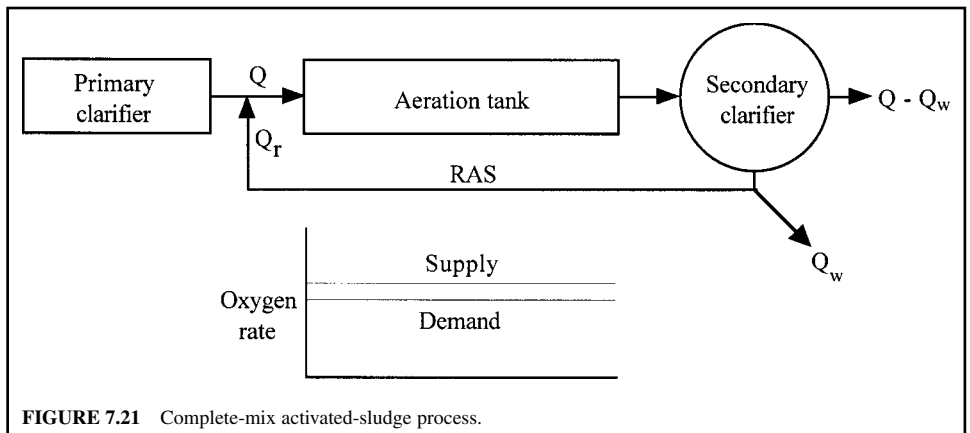 Primary
clarifier
Q
Aeration tank
Secondary
clarifier
Q - Qw
Qr
RAS
Qw
Oxygen
rate
Supply
Demand
FIGURE 7.21 Complete-mix activated-sludge process.